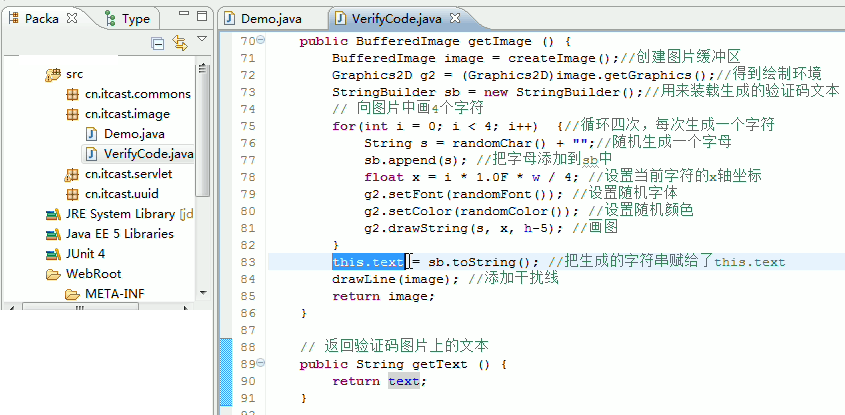 Packa
Type
src
cn.itcast.commons
cn.itcast.image
Demo.java
VerifyCode.java
cn.itcast.servlet
cn.itcast.uuid
JRE System Library [jd
Java EE 5 Libraries
JUnit 4
WebRoot
META-INF
Demo.java
VerifyCode.java
70 public BufferedImage getImage () {
71 BufferedImage image = createImage();//创建图片缓冲区
72 Graphics2D g2 = (Graphics2D)image.getGraphics();//得到绘制环境
73 StringBuilder sb = new StringBuilder();//用来装载生成的验证码文本
74 // 向图片中画4个字符
75 for(int i = 0; i < 4; i++) {//循环四次，每次生成一个字符
76 String s = randomChar() + "";//随机生成一个字母
77 sb.append(s); //把字母添加到sb中
78 float x = i * 1.0F * w / 4; //设置当前字符的x轴坐标
79 g2.setFont(randomFont()); //设置随机字体
80 g2.setColor(randomColor()); //设置随机颜色
81 g2.drawString(s, x, h-5); //画图
82 }
83 this.text = sb.toString(); //把生成的字符串赋给了this.text
84 drawLine(image); //添加干扰线
85 return image;
86 }
87
88 // 返回验证码图片上的文本
89 public String getText () {
90 return text;
91 }